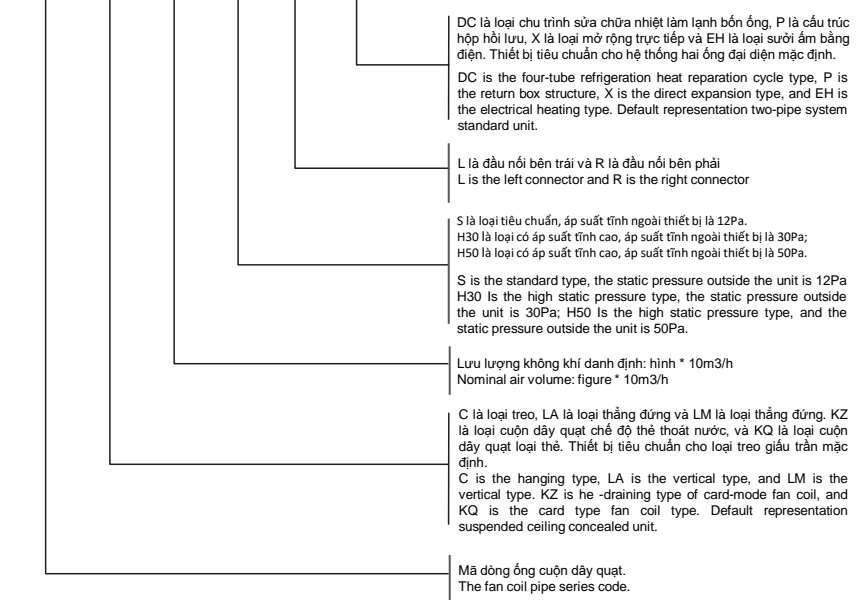 DC là loại chu trình sửa chữa nhiệt làm lạnh bốn ống, P là cấu trúc
hộp hồi lưu, X là loại mở rộng trực tiếp và EH là loại sưởi ấm bằng
điện. Thiết bị tiêu chuẩn cho hệ thống hai ống đại diện mặc định.
DC is the four-tube refrigeration heat reparation cycle type, P is
the return box structure, X is the direct expansion type, and EH is
the electrical heating type. Default representation two-pipe system
standard unit.
L là đầu nối bên trái và R là đầu nối bên phải
L is the left connector and R is the right connector
S là loại tiêu chuẩn, áp suất tĩnh ngoài thiết bị là 12Pa.
H30 là loại có áp suất tĩnh cao, áp suất tĩnh ngoài thiết bị là 30Pa;
H50 là loại có áp suất tĩnh cao, áp suất tĩnh ngoài thiết bị là 50Pa.
S is the standard type, the static pressure outside the unit is 12Pa
H30 Is the high static pressure type, the static pressure outside
the unit is 30Pa; H50 Is the high static pressure type, and the
static pressure outside the unit is 50Pa.
Lưu lượng không khí danh định: hình * 10m3/h
Nominal air volume: figure * 10m3/h
C là loại treo, LA là loại thẳng đứng và LM là loại thẳng đứng. KZ
là loại cuộn dây quạt chế độ thẻ thoát nước, và KQ là loại cuộn
dây quạt loại thẻ. Thiết bị tiêu chuẩn cho loại treo giấu trần mặc
định.
C is the hanging type, LA is the vertical type, and LM is the
vertical type. KZ is he -draining type of card-mode fan coil, and
KQ is the card type fan coil type. Default representation
suspended ceiling concealed unit.
Mã dòng ống cuộn dây quạt.
The fan coil pipe series code.